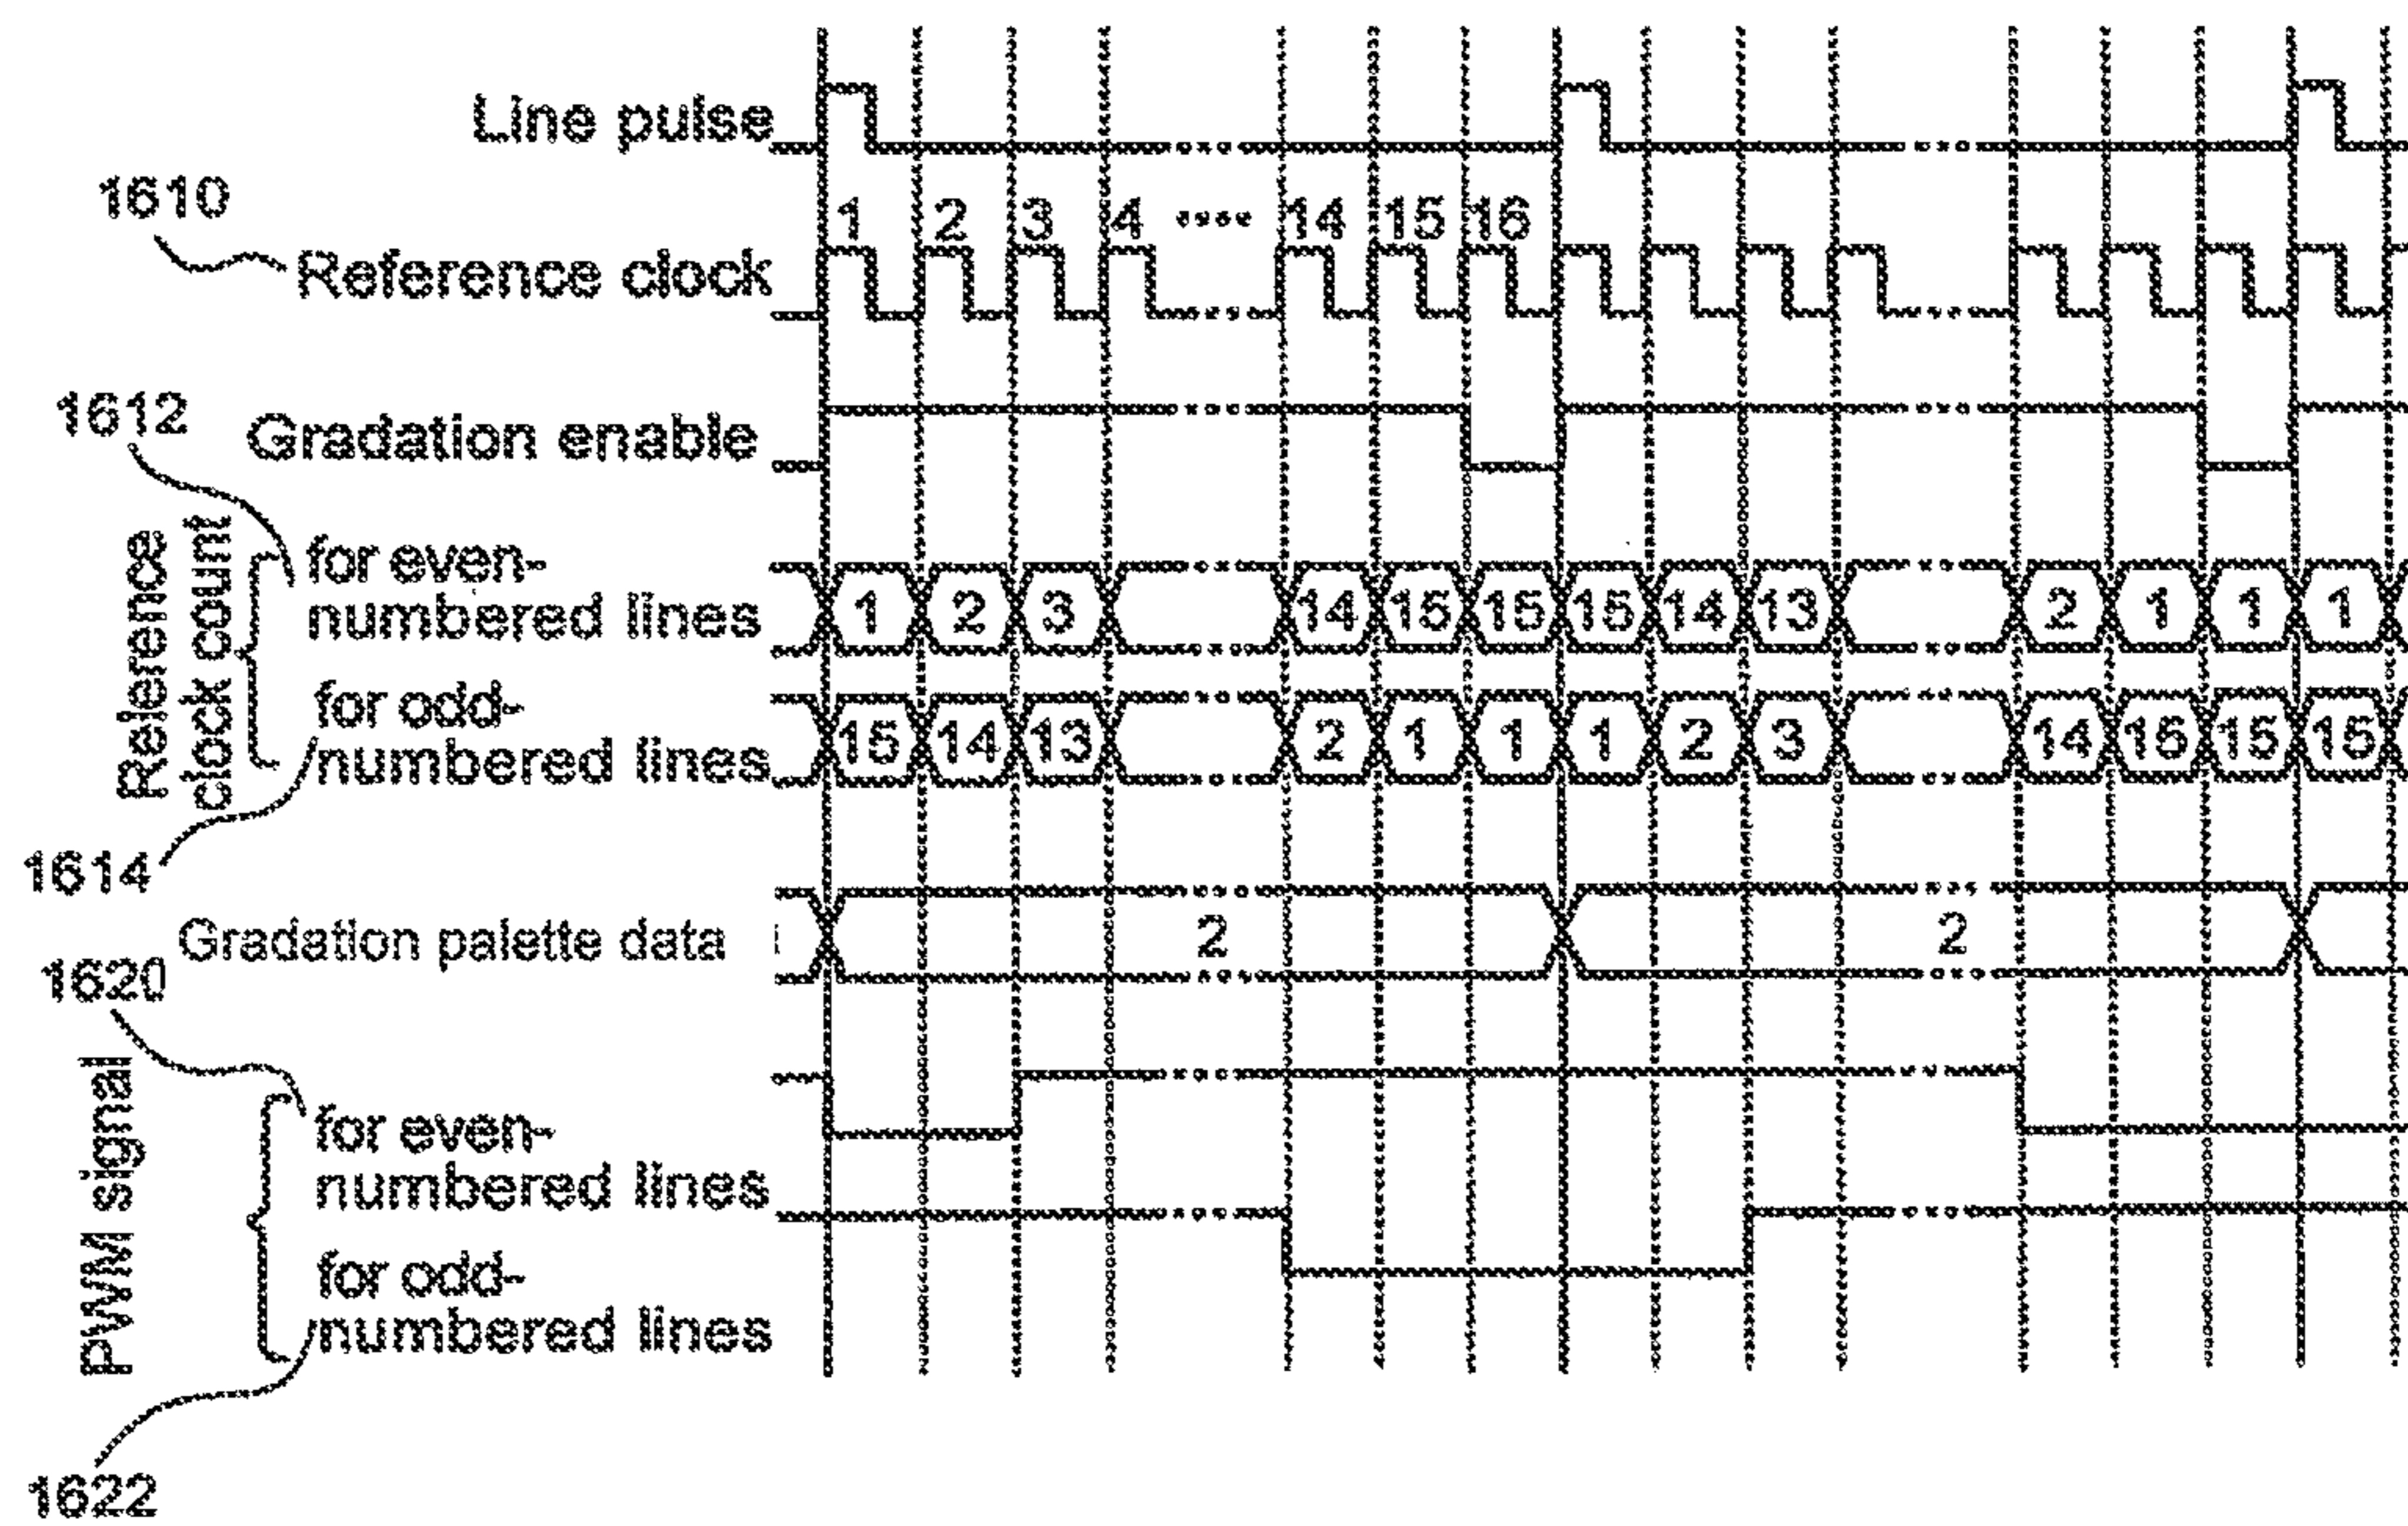 Line pulse
1610
1 2 3 4 14 15 16
Reference clock
1612
Gradation enable
Reference
clock count
for even-
numbered lines
1 2 3 14 15 15 15 14 13 2 1 1 1
for odd-
numbered lines
15 14 13 2 1 1 1 2 3 14 15 15 15
1614
Gradation palette data
2 2
1620
PWM signal
for even-
numbered lines
for odd-
numbered lines
1622